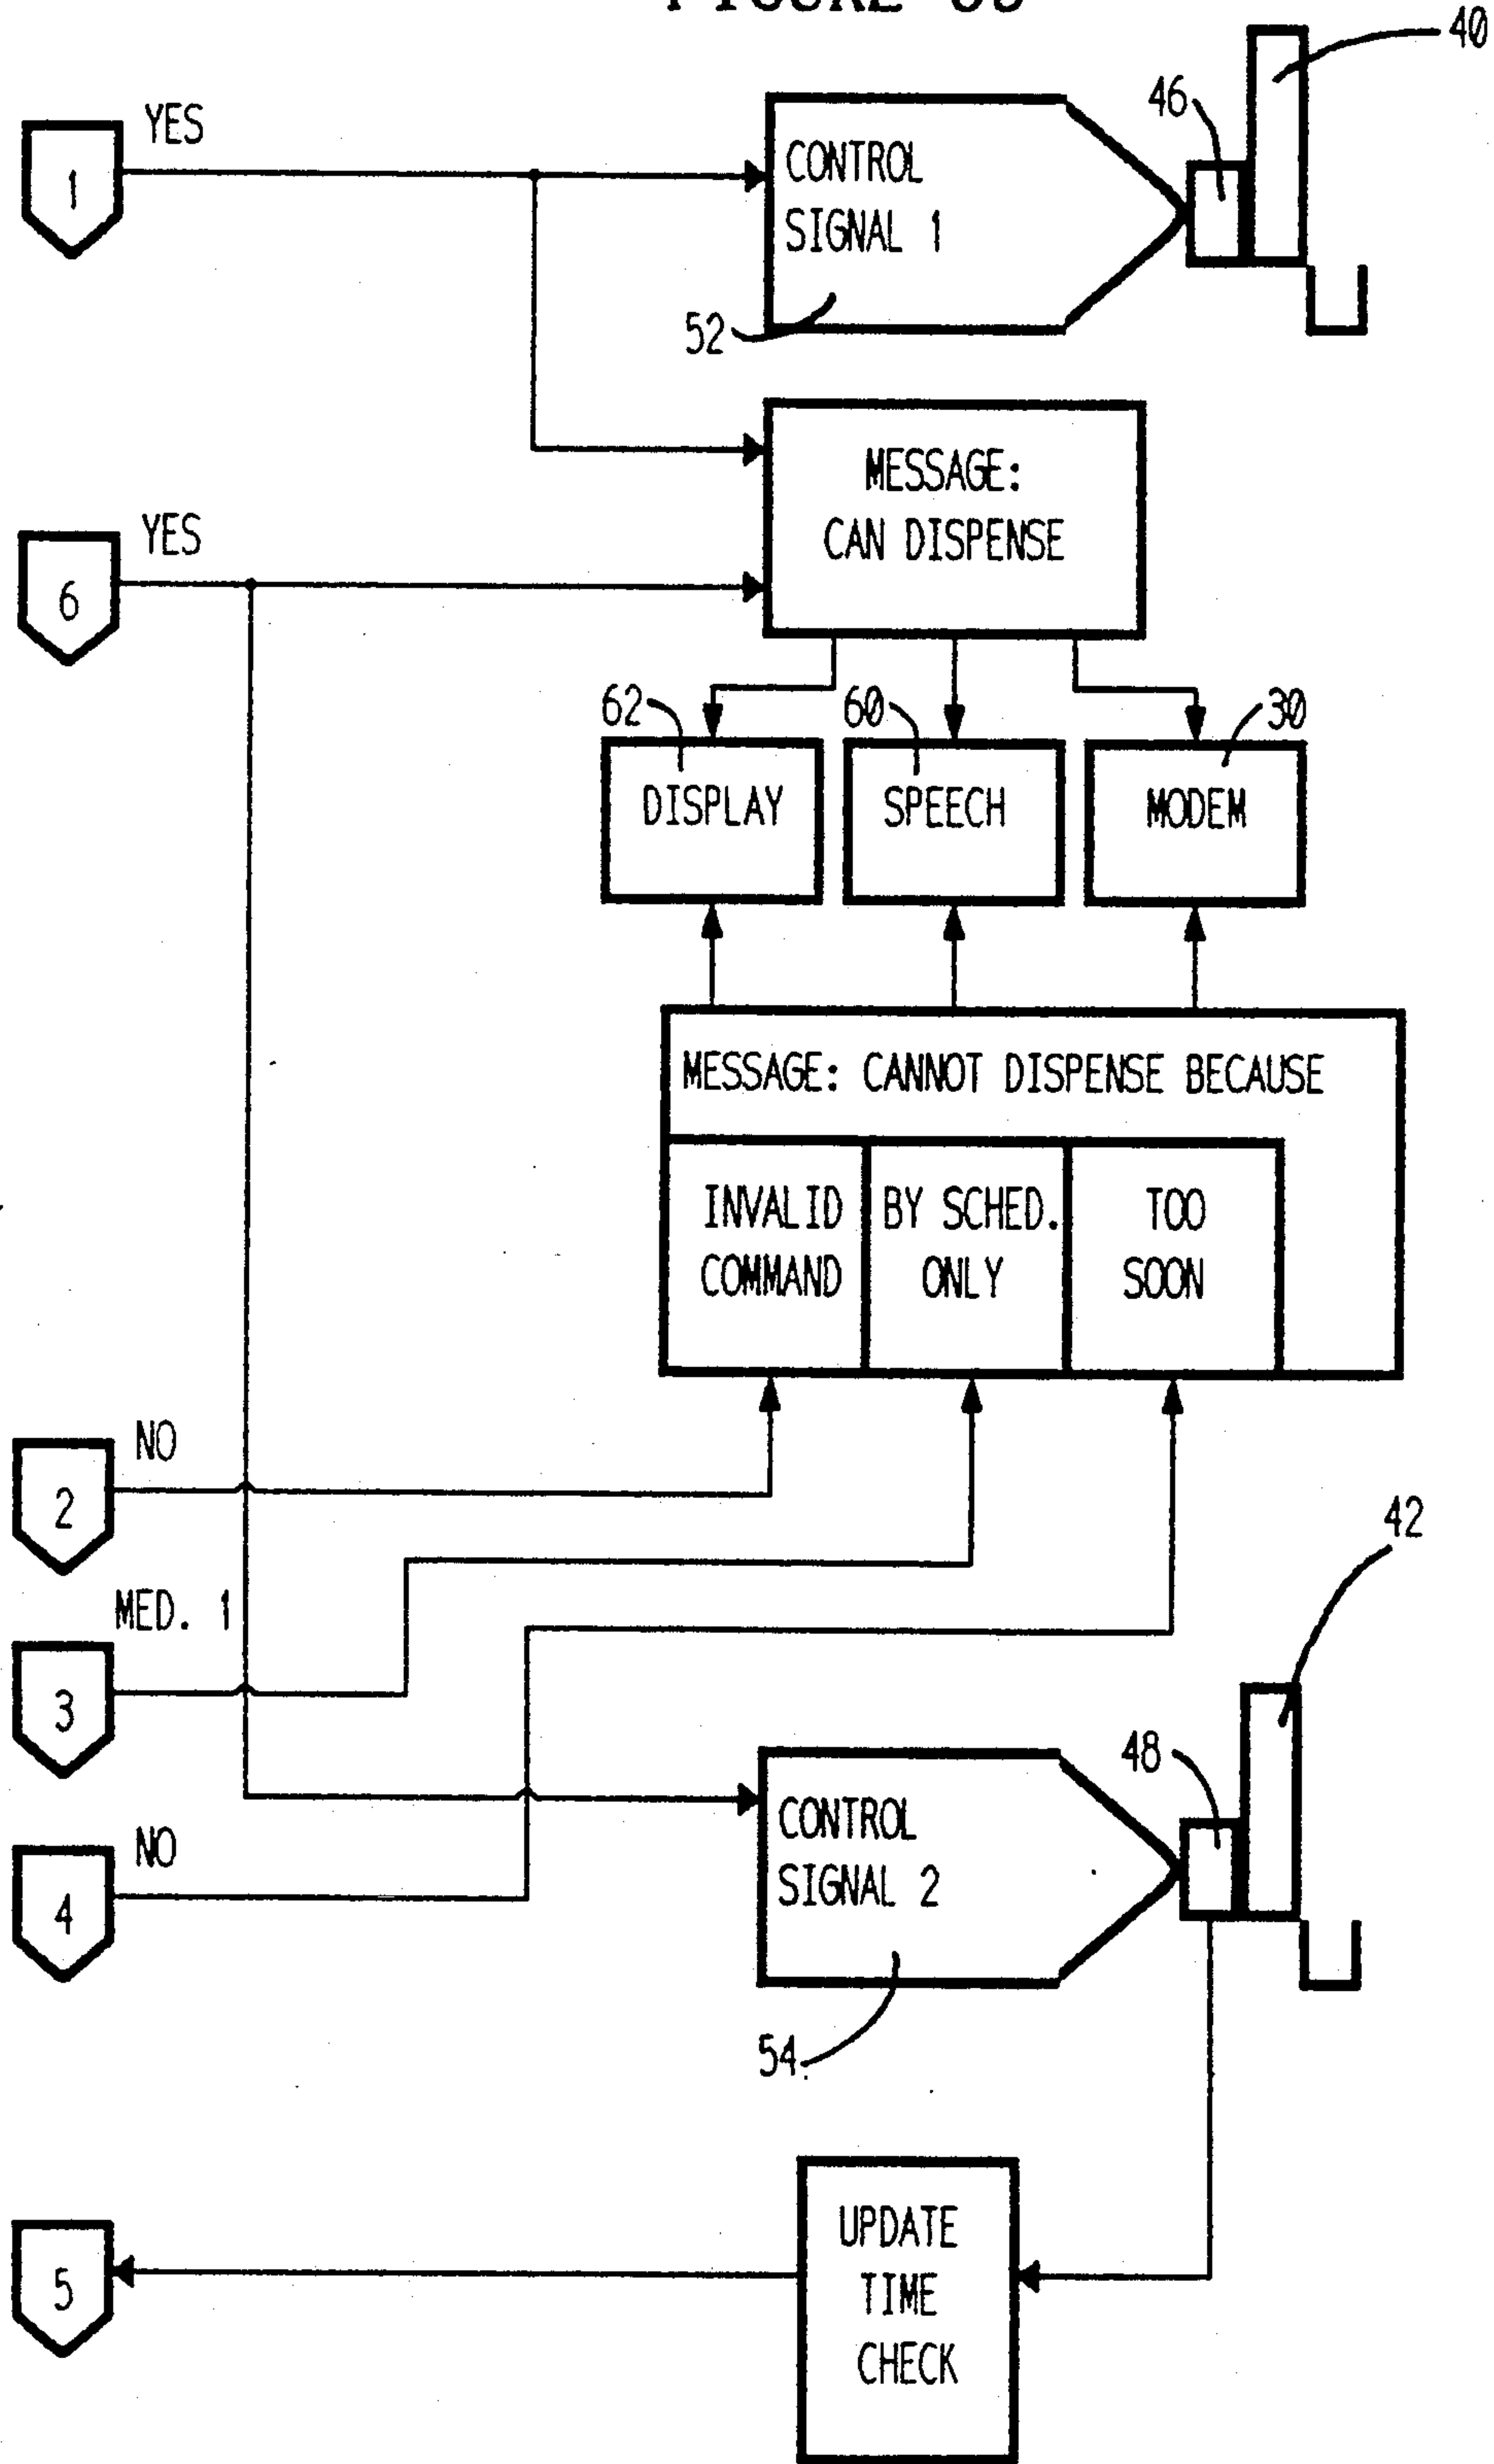 40
46
YES
1
CONTROL
SIGNAL 1
52
MESSAGE:
CAN DISPENSE
YES
6
62
60
30
DISPLAY
SPEECH
MODEM
MESSAGE: CANNOT DISPENSE BECAUSE
INVALID
COMMAND
BY SCHED.
ONLY
TOO
SOON
NO
2
42
MED. 1
3
48
CONTROL
SIGNAL 2
NO
4
54
UPDATE
TIME
CHECK
5